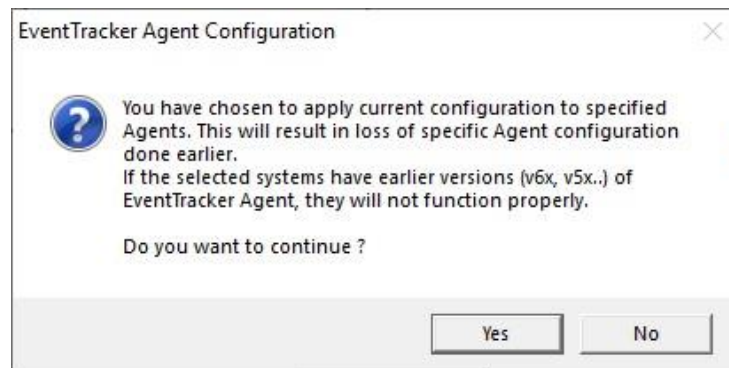 EventTracker Agent Configuration
You have chosen to apply current configuration to specified
Agents. This will result in loss of specific Agent configuration
done earlier.
If the selected systems have earlier versions (v6x, v5x..) of
EventTracker Agent, they will not function properly.
Do you want to continue ?
Yes No